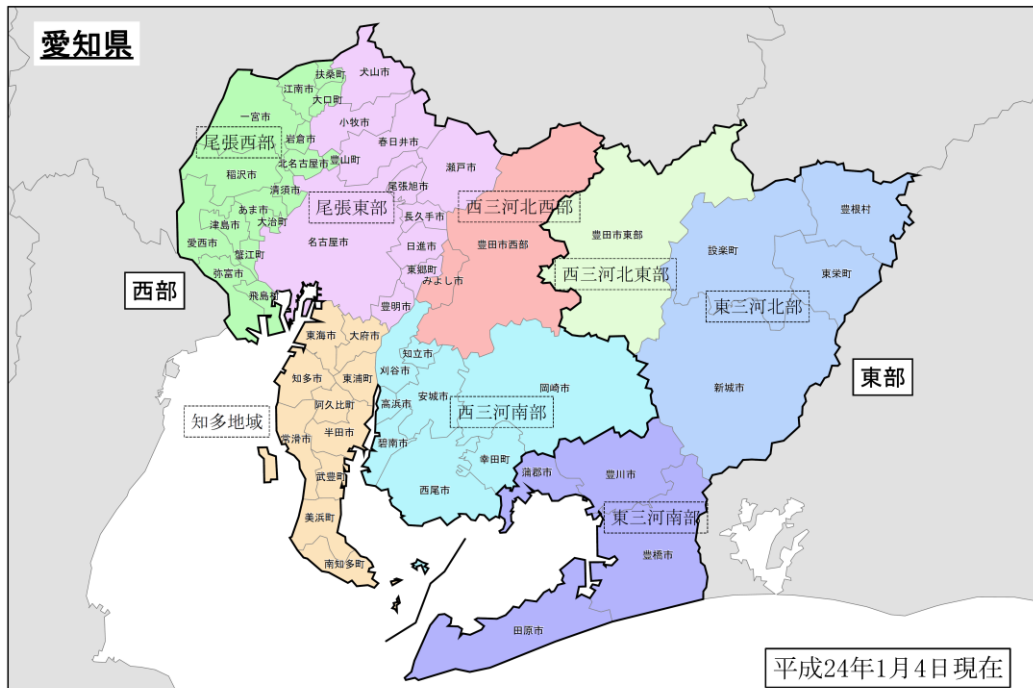 愛知県
犬山市
扶桑町
江南市
大口町
一宮市
小牧市
尾張西部
岩倉市
春日井市
北名古屋市
豊山町
瀬戸市
稲沢市
清須市
尾張旭市
あま市
尾張東部
長久手市
西三河北西部
津島市
大治町
名古屋市
愛西市
日進市
豊田市西部
豊田市東部
設楽町
豊根村
蟹江町
東郷町
弥富市
みよし市
西三河北東部
東栄町
西部
飛島村
豊明市
東三河北部
東海市
大府市
知立市
東部
知多市
東浦町
刈谷市
岡崎市
新城市
阿久比町
高浜市
安城市
西三河南部
知多地域
常滑市
半田市
碧南市
幸田町
蒲郡市
豊川市
武豊町
西尾市
美浜町
東三河南部
豊橋市
南知多町
田原市
平成24年1月4日現在